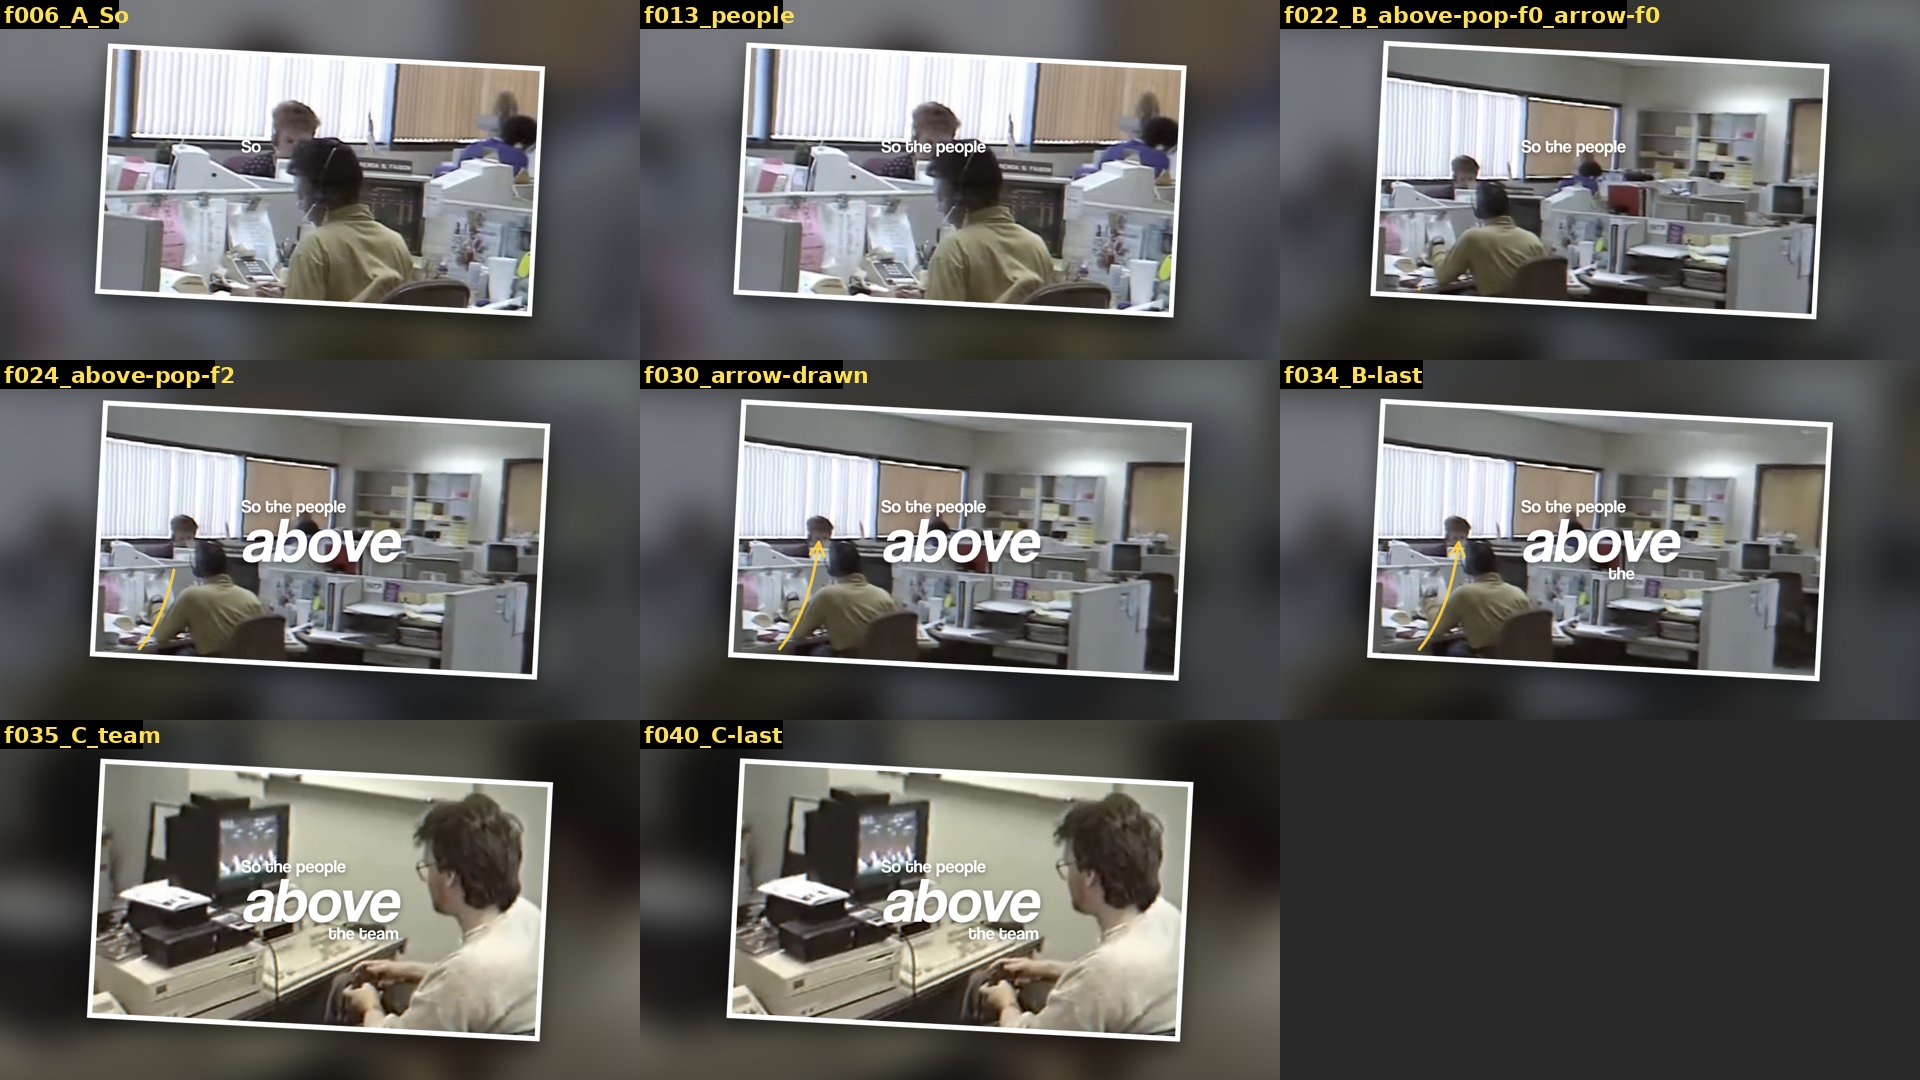 f006_A_So
So
f013_people
So the people
f022_B_above-pop-f0_arrow-f0
So the people
f024_above-pop-f2
So the people
above
f030_arrow-drawn
So the people
above
f034_B-last
So the people
above
the
f035_C_team
So the people
above
the team
f040_C-last
So the people
above
the team